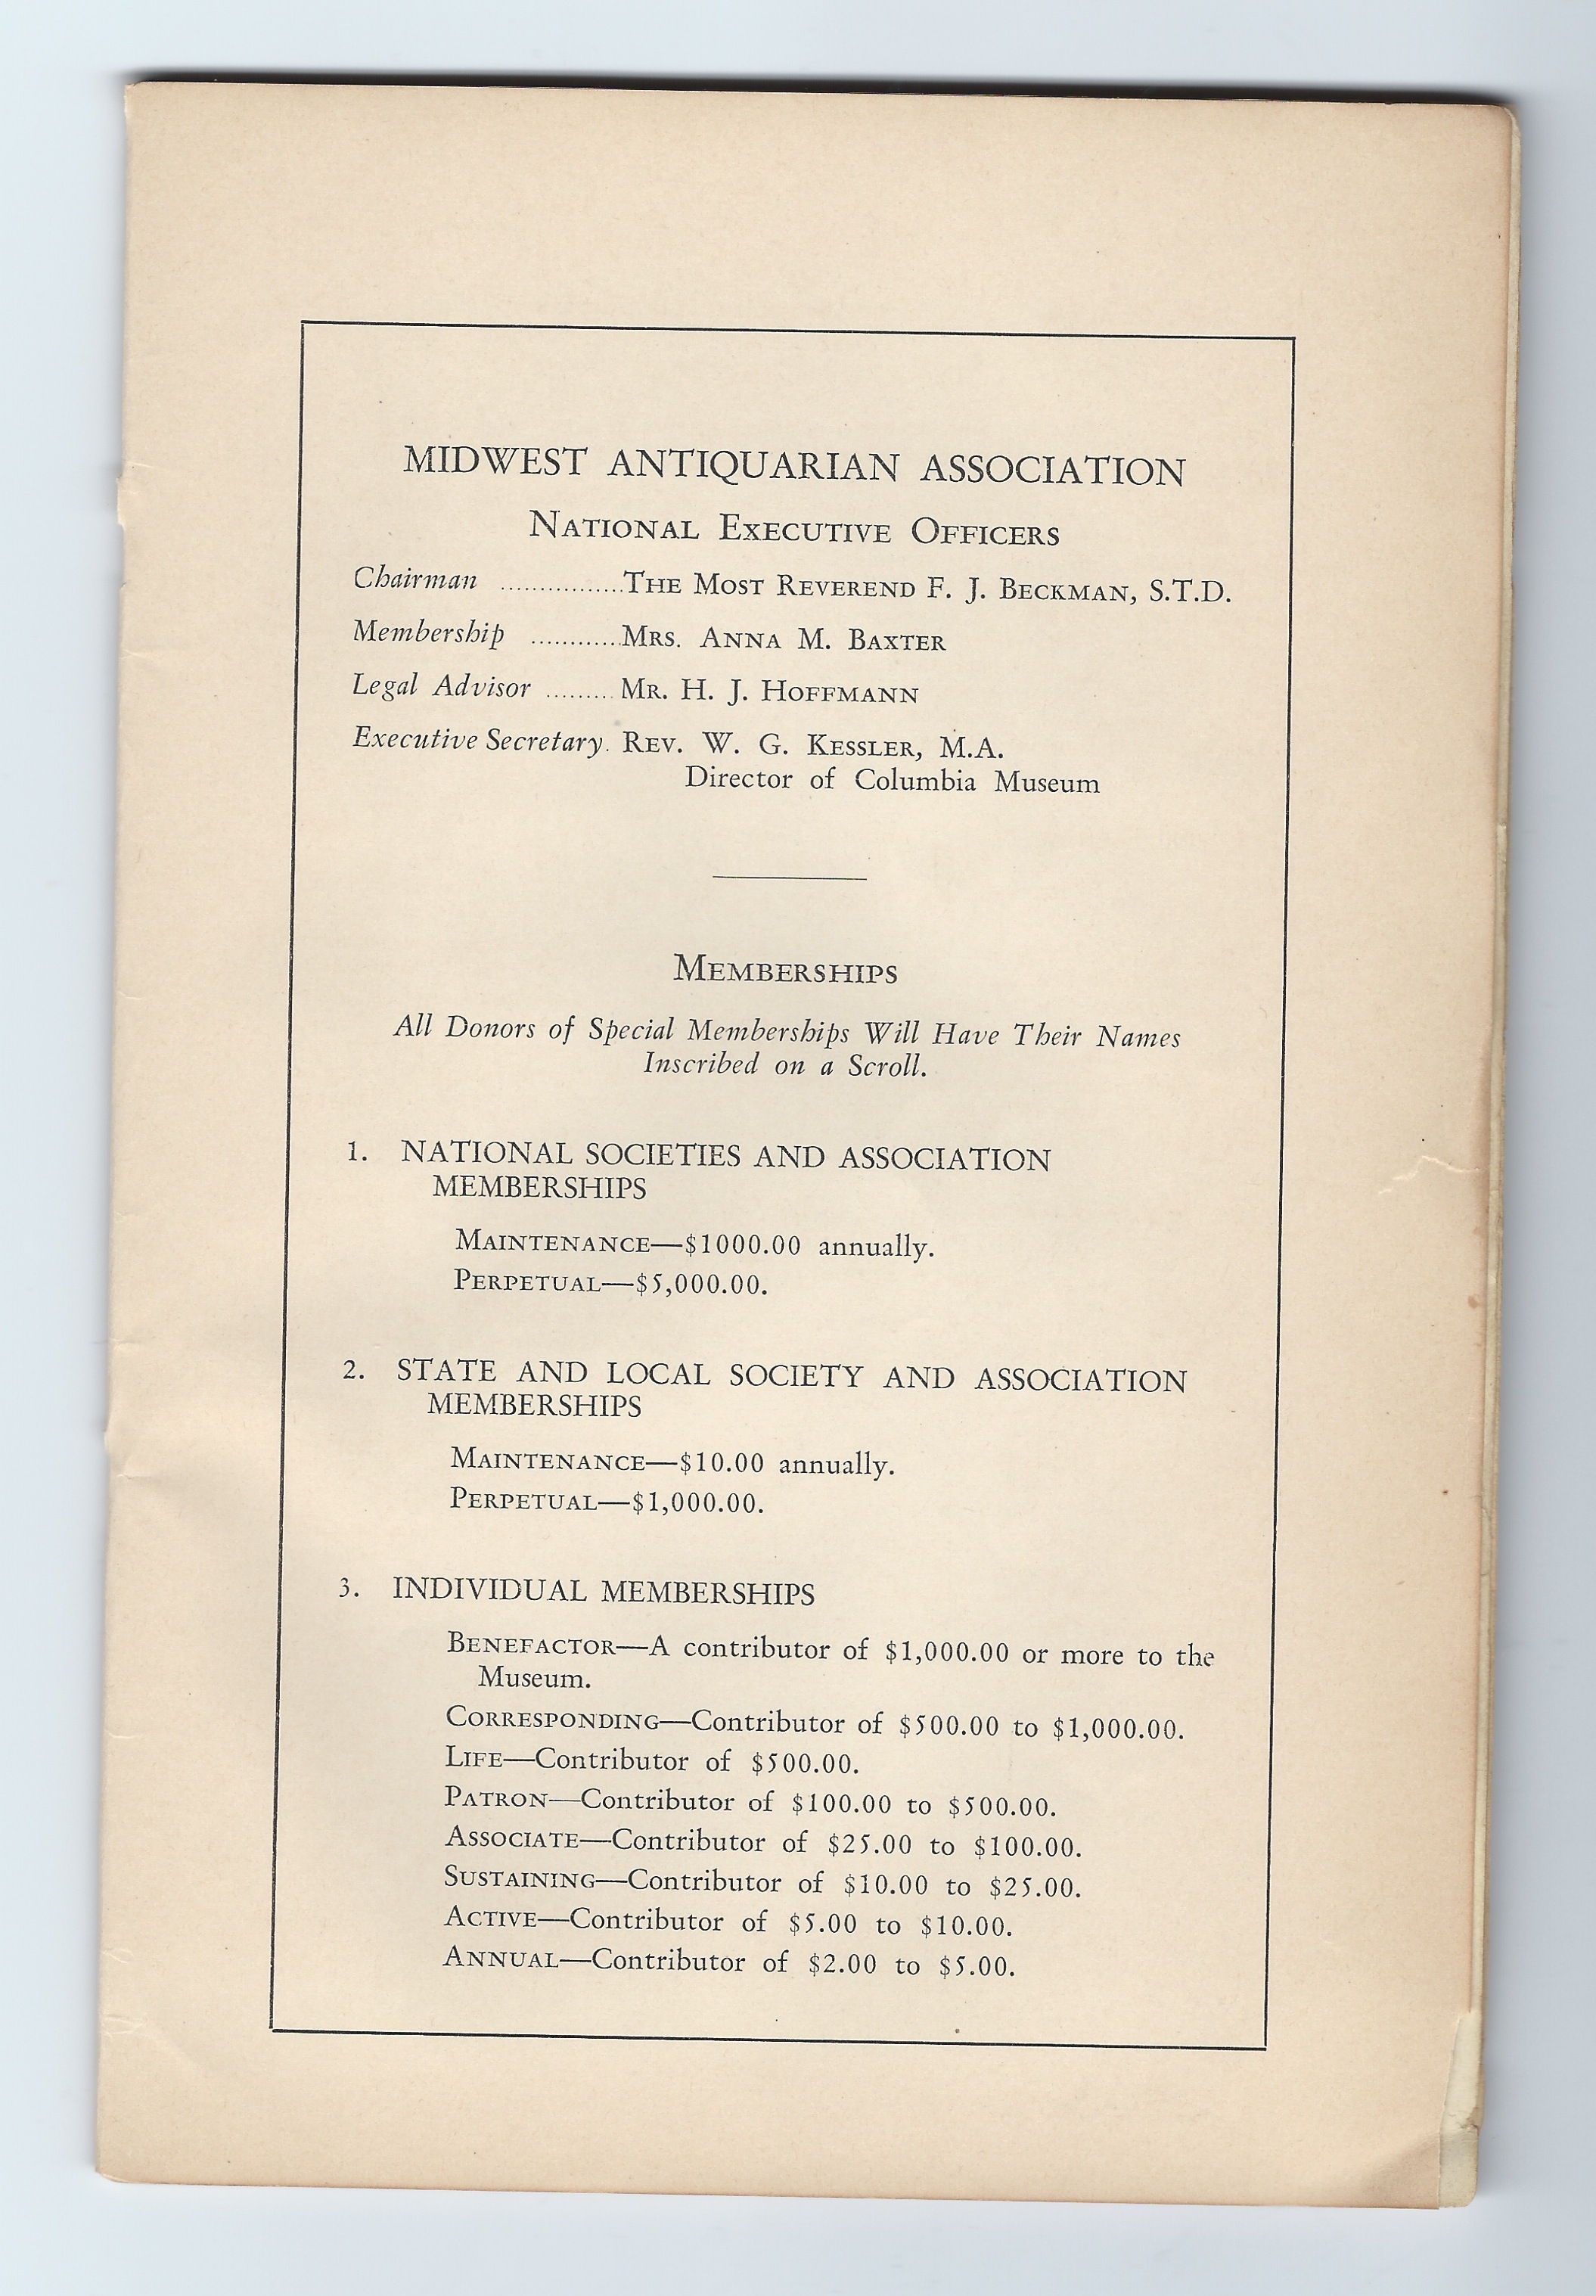 MIDWEST ANTIQUARIAN ASSOCIATION
NATIONAL EXECUTIVE OFFICERS
Chairman ................THE MOST REVEREND F. J. BECKMAN, S.T.D.
Membership ............MRS. ANNA M. BAXTER
Legal Advisor .........MR. H. J. HOFFMANN
Executive Secretary. REV. W. G. KESSLER, M.A.
Director of Columbia Museum
MEMBERSHIPS
All Donors of Special Memberships Will Have Their Names
Inscribed on a Scroll.
1. NATIONAL SOCIETIES AND ASSOCIATION
MEMBERSHIPS
MAINTENANCE—$1000.00 annually.
PERPETUAL—$5,000.00.
2. STATE AND LOCAL SOCIETY AND ASSOCIATION
MEMBERSHIPS
MAINTENANCE—$10.00 annually.
PERPETUAL—$1,000.00.
3. INDIVIDUAL MEMBERSHIPS
BENEFACTOR—A contributor of $1,000.00 or more to the
Museum.
CORRESPONDING—Contributor of $500.00 to $1,000.00.
LIFE—Contributor of $500.00.
PATRON—Contributor of $100.00 to $500.00.
ASSOCIATE—Contributor of $25.00 to $100.00.
SUSTAINING—Contributor of $10.00 to $25.00.
ACTIVE—Contributor of $5.00 to $10.00.
ANNUAL—Contributor of $2.00 to $5.00.